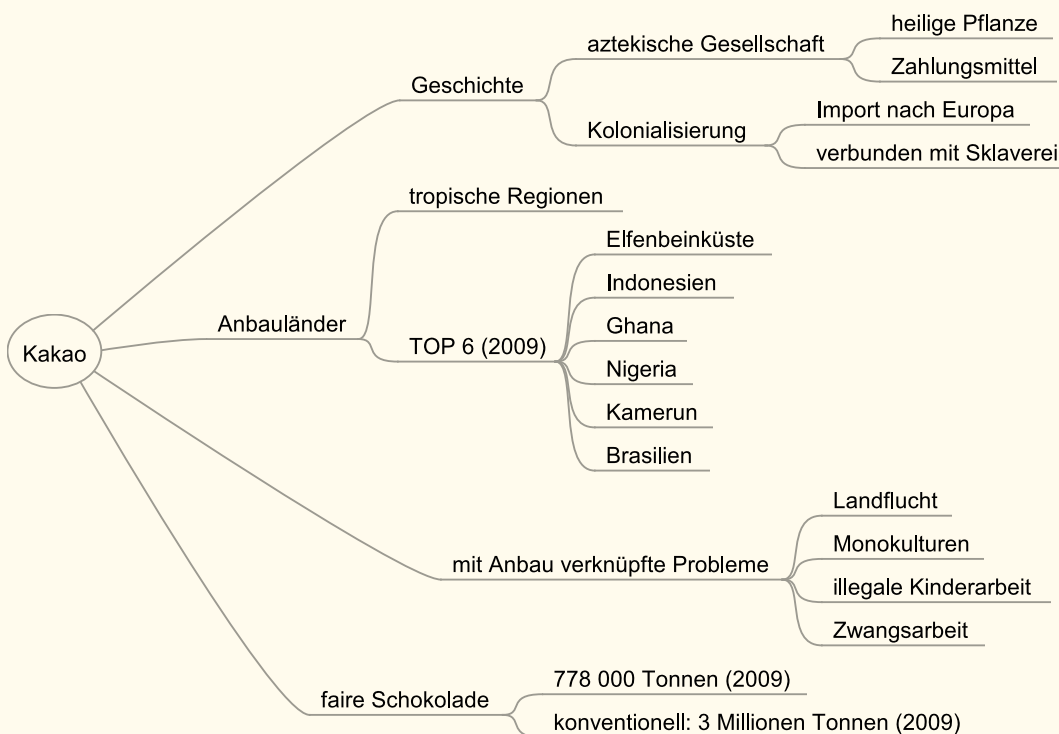 Kakao
Geschichte
aztekische Gesellschaft
heilige Pflanze
Zahlungsmittel
Kolonialisierung
Import nach Europa
verbunden mit Sklaverei
Anbauländer
tropische Regionen
TOP 6 (2009)
Elfenbeinküste
Indonesien
Ghana
Nigeria
Kamerun
Brasilien
mit Anbau verknüpfte Probleme
Landflucht
Monokulturen
illegale Kinderarbeit
Zwangsarbeit
faire Schokolade
778 000 Tonnen (2009)
konventionell: 3 Millionen Tonnen (2009)